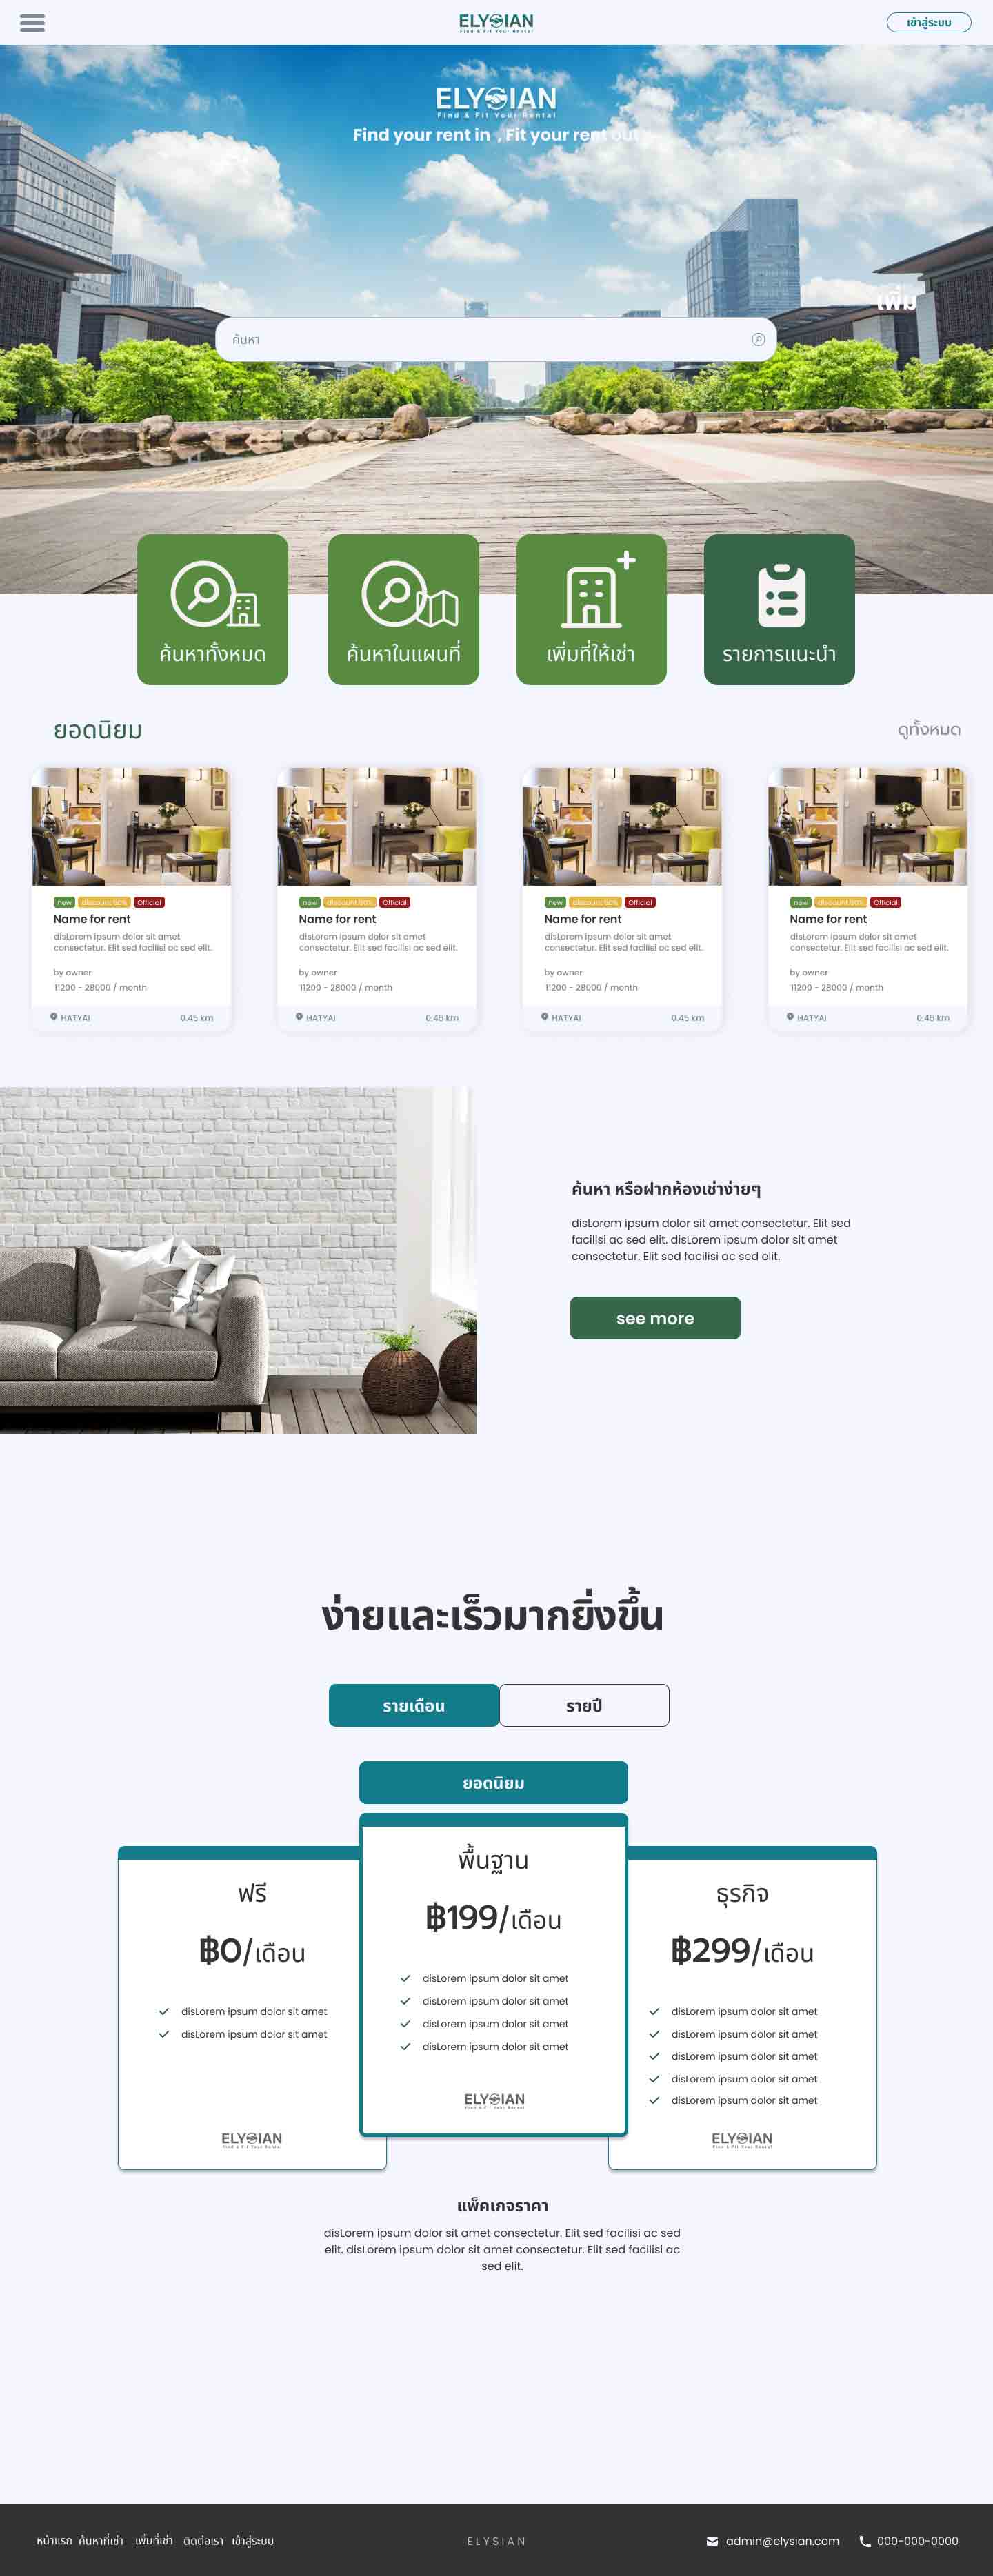 ELYSIAN
Find & Fit Your Rental
เข้าสู่ระบบ
ELYSIAN
Find & Fit Your Rental
Find your rent in , Fit your rent out
เพิ่ม
ค้นหา
ค้นหาทั้งหมด
ค้นหาในแผนที่
เพิ่มที่ให้เช่า
รายการแนะนำ
ยอดนิยม
ดูทั้งหมด
new discount 50% Official
Name for rent
disLorem ipsum dolor sit amet
consectetur. Elit sed facilisi ac sed elit.
by owner
11200 - 28000 / month
HATYAI 0.45 km
new discount 50% Official
Name for rent
disLorem ipsum dolor sit amet
consectetur. Elit sed facilisi ac sed elit.
by owner
11200 - 28000 / month
HATYAI 0.45 km
new discount 50% Official
Name for rent
disLorem ipsum dolor sit amet
consectetur. Elit sed facilisi ac sed elit.
by owner
11200 - 28000 / month
HATYAI 0.45 km
new discount 50% Official
Name for rent
disLorem ipsum dolor sit amet
consectetur. Elit sed facilisi ac sed elit.
by owner
11200 - 28000 / month
HATYAI 0.45 km
ค้นหา หรือฝากห้องเช่าง่ายๆ
disLorem ipsum dolor sit amet consectetur. Elit sed
facilisi ac sed elit. disLorem ipsum dolor sit amet
consectetur. Elit sed facilisi ac sed elit.
see more
ง่ายและเร็วมากยิ่งขึ้น
รายเดือน
รายปี
ยอดนิยม
ฟรี
฿0/เดือน
disLorem ipsum dolor sit amet
disLorem ipsum dolor sit amet
ELYSIAN
Find & Fit Your Rental
พื้นฐาน
฿199/เดือน
disLorem ipsum dolor sit amet
disLorem ipsum dolor sit amet
disLorem ipsum dolor sit amet
disLorem ipsum dolor sit amet
ELYSIAN
Find & Fit Your Rental
ธุรกิจ
฿299/เดือน
disLorem ipsum dolor sit amet
disLorem ipsum dolor sit amet
disLorem ipsum dolor sit amet
disLorem ipsum dolor sit amet
disLorem ipsum dolor sit amet
ELYSIAN
Find & Fit Your Rental
แพ็คเกจราคา
disLorem ipsum dolor sit amet consectetur. Elit sed facilisi ac sed
elit. disLorem ipsum dolor sit amet consectetur. Elit sed facilisi ac
sed elit.
หน้าแรก ค้นหาที่เช่า เพิ่มที่เช่า ติดต่อเรา เข้าสู่ระบบ
ELYSIAN
admin@elysian.com 000-000-0000